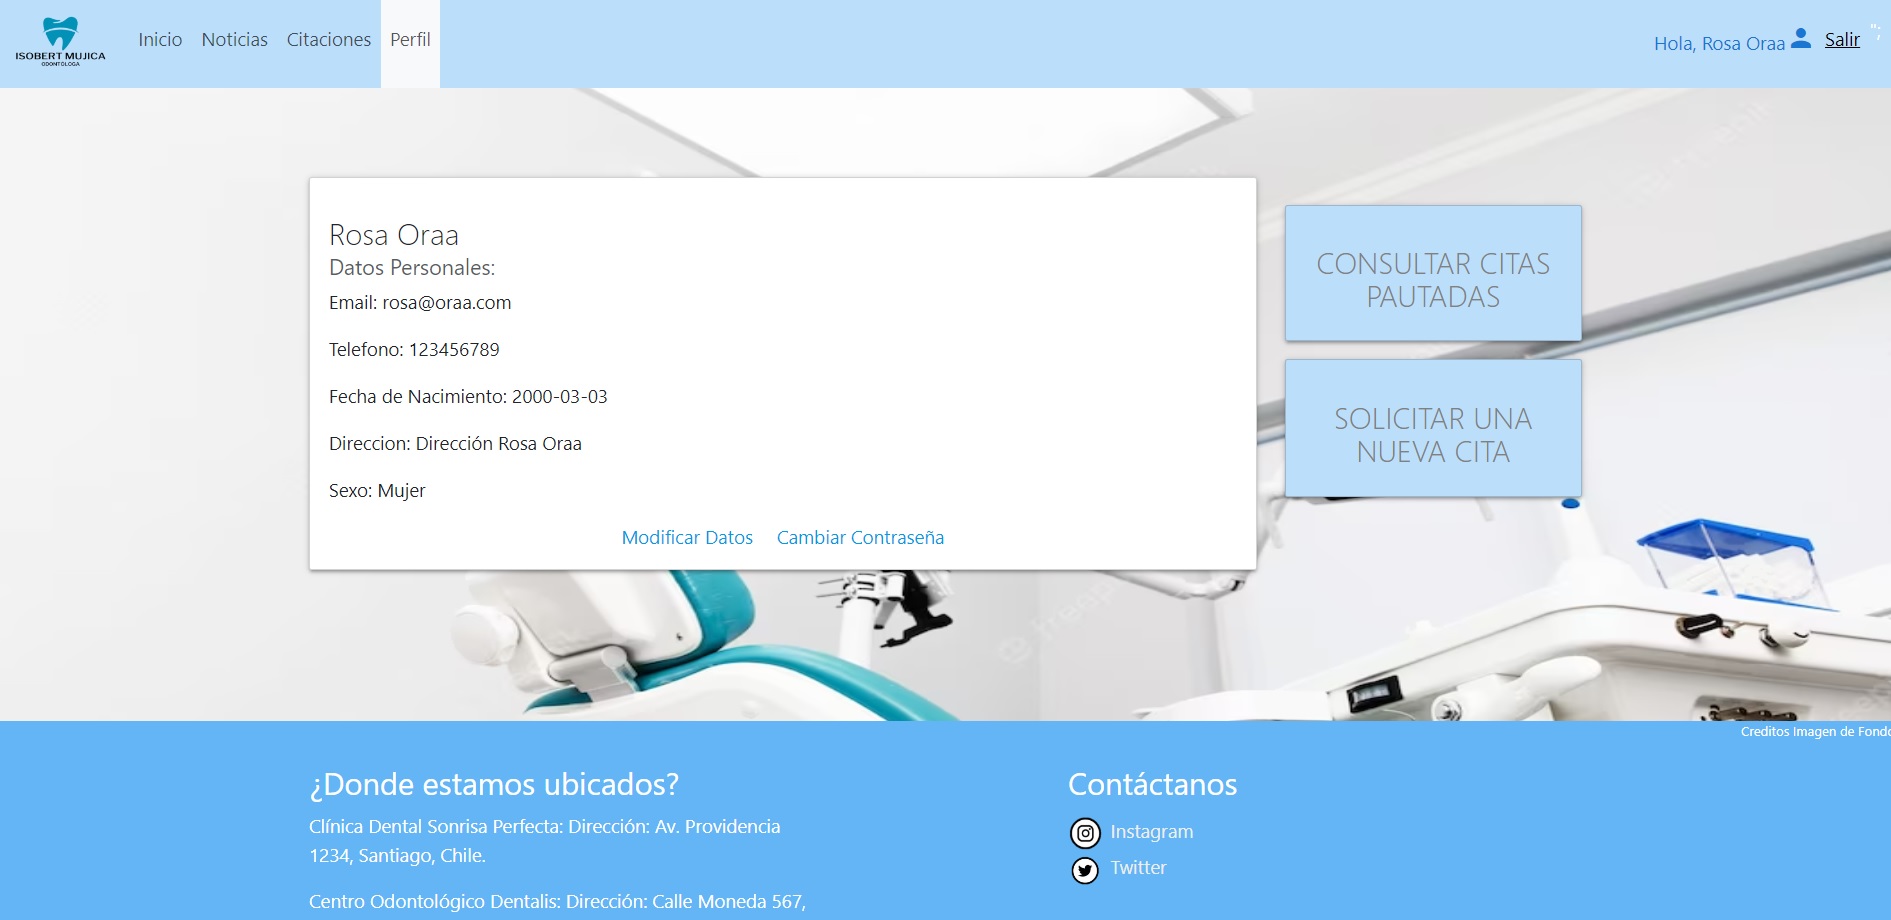 ISOBERT MUJICA
ODONTÓLOGA
Inicio Noticias Citaciones Perfil
Hola, Rosa Oraa Salir ";
Rosa Oraa
Datos Personales:
Email: rosa@oraa.com
Telefono: 123456789
Fecha de Nacimiento: 2000-03-03
Direccion: Dirección Rosa Oraa
Sexo: Mujer
Modificar Datos Cambiar Contraseña
CONSULTAR CITAS
PAUTADAS
SOLICITAR UNA
NUEVA CITA
Creditos Imagen de Fondo
¿Donde estamos ubicados?
Clínica Dental Sonrisa Perfecta: Dirección: Av. Providencia
1234, Santiago, Chile.
Centro Odontológico Dentalis: Dirección: Calle Moneda 567,
Contáctanos
Instagram
Twitter